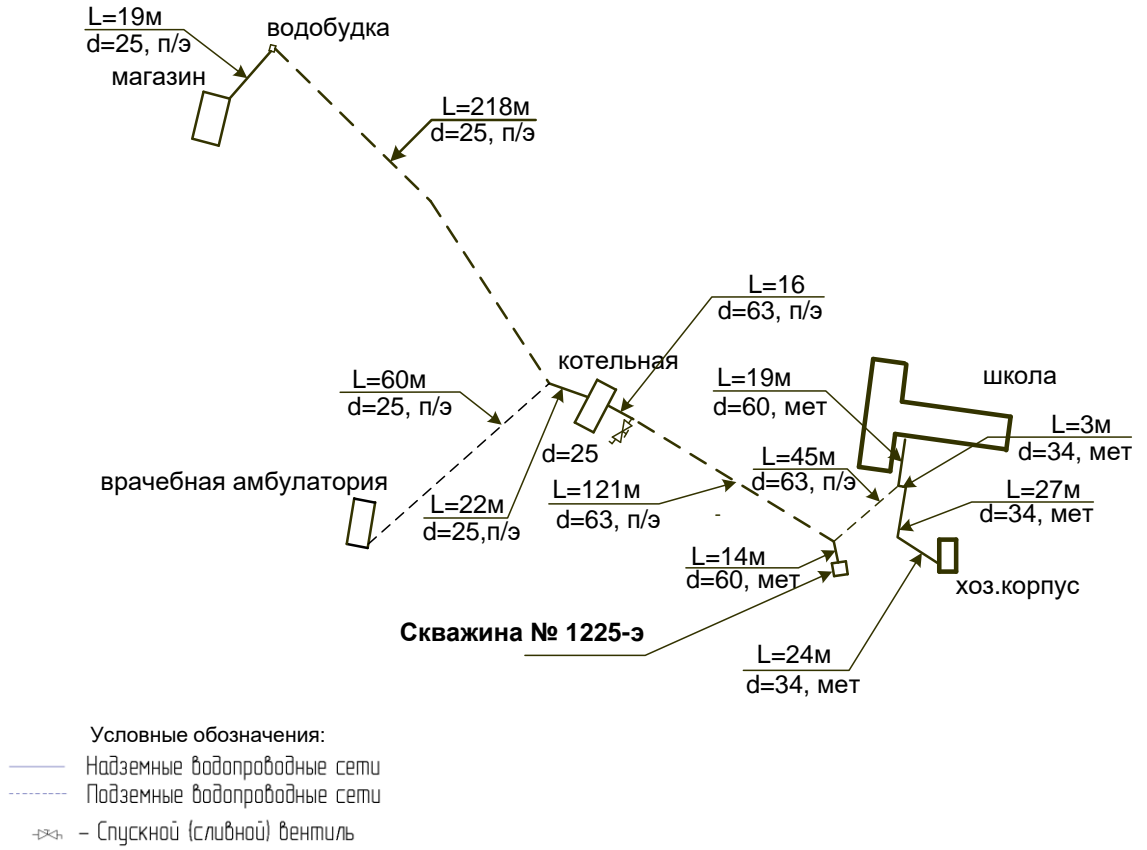 L=19м
d=25, п/э
водобудка
магазин
L=218м
d=25, п/э
L=16
d=63, п/э
котельная
L=60м
d=25, п/э
L=19м
d=60, мет
школа
L=3м
d=34, мет
d=25
L=45м
d=63, п/э
врачебная амбулатория
L=22м
d=25,п/э
L=121м
d=63, п/э
L=27м
d=34, мет
L=14м
d=60, мет
хоз.корпус
Скважина № 1225-э
L=24м
d=34, мет
Условные обозначения:
Надземные водопроводные сети
Подземные водопроводные сети
– Спускной (сливной) вентиль